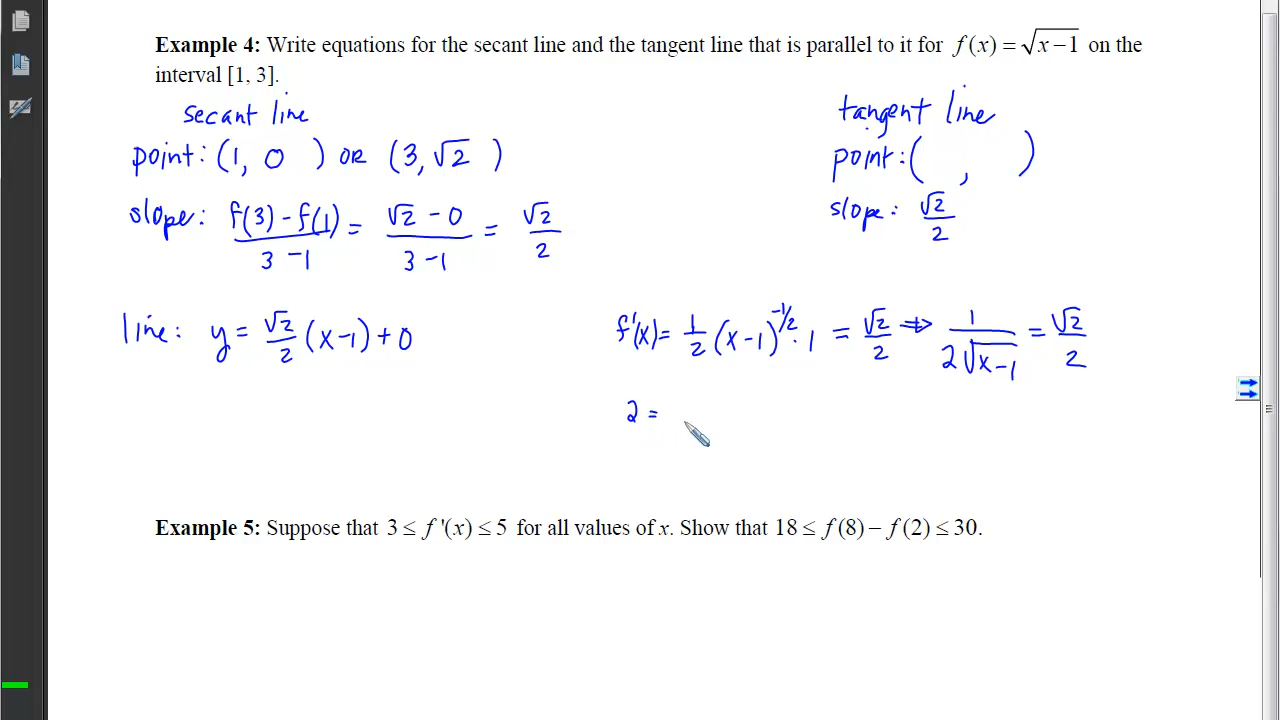 Example 4: Write equations for the secant line and the tangent line that is parallel to it for f(x) = √(x−1) on the
interval [1, 3].
secant line
point: (1, 0 ) OR (3, √2 )
slope: (f(3) − f(1))/(3 − 1) = (√2 − 0)/(3 − 1) = √2/2
line: y = √2/2 (x−1) + 0
tangent line
point: ( , )
slope: √2/2
f'(x) = 1/2 (x−1)^(−1/2) · 1 = √2/2 ⇒ 1/(2√(x−1)) = √2/2
2 =
Example 5: Suppose that 3 ≤ f '(x) ≤ 5 for all values of x. Show that 18 ≤ f(8) − f(2) ≤ 30.